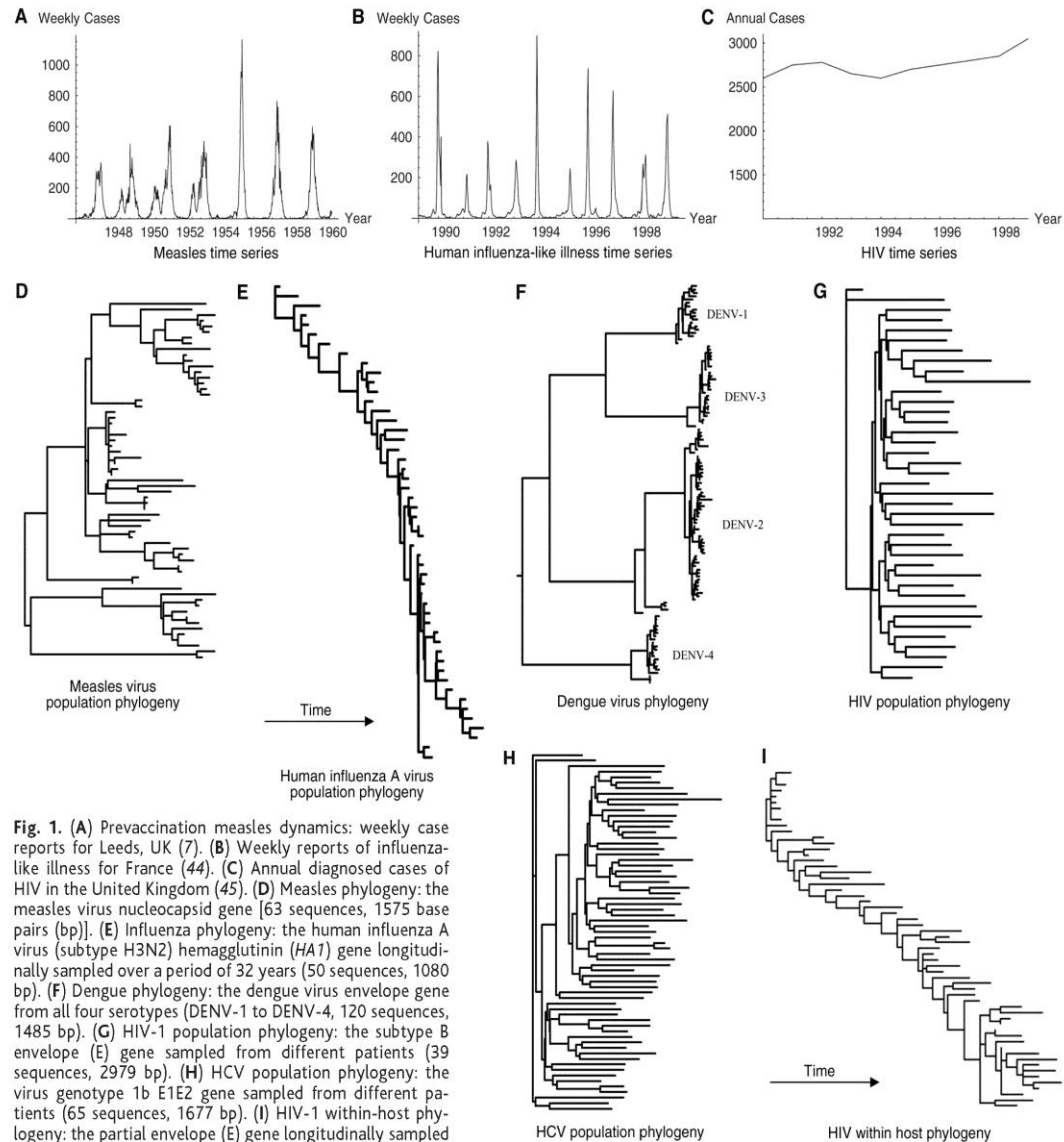 A Weekly Cases
1000
800
600
400
200
1948 1950 1952 1954 1956 1958 1960
Year
Measles time series
B Weekly Cases
800
600
400
200
1990 1992 1994 1996 1998
Year
Human influenza-like illness time series
C Annual Cases
3000
2500
2000
1500
1000
1992 1994 1996 1998
Year
HIV time series
D
Measles virus
population phylogeny
E
Time
Human influenza A virus
population phylogeny
F
DENV-1
DENV-3
DENV-2
DENV-4
Dengue virus phylogeny
G
HIV population phylogeny
H
HCV population phylogeny
I
Time
HIV within host phylogeny
Fig. 1. (A) Prevaccination measles dynamics: weekly case
reports for Leeds, UK (7). (B) Weekly reports of influenza-
like illness for France (44). (C) Annual diagnosed cases of
HIV in the United Kingdom (45). (D) Measles phylogeny: the
measles virus nucleocapsid gene [63 sequences, 1575 base
pairs (bp)]. (E) Influenza phylogeny: the human influenza A
virus (subtype H3N2) hemagglutinin (HA1) gene longitudi-
nally sampled over a period of 32 years (50 sequences, 1080
bp). (F) Dengue phylogeny: the dengue virus envelope gene
from all four serotypes (DENV-1 to DENV-4, 120 sequences,
1485 bp). (G) HIV-1 population phylogeny: the subtype B
envelope (E) gene sampled from different patients (39
sequences, 2979 bp). (H) HCV population phylogeny: the
virus genotype 1b E1E2 gene sampled from different pa-
tients (65 sequences, 1677 bp). (I) HIV-1 within-host phy-
logeny: the partial envelope (E) gene longitudinally sampled